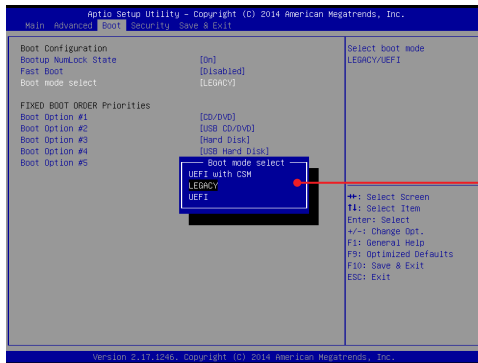 Aptio Setup Utility – Copyright (C) 2014 American Megatrends, Inc.
Main Advanced Boot Security Save & Exit
Boot Configuration
Bootup NumLock State [On]
Fast Boot [Disabled]
Boot mode select [LEGACY]
FIXED BOOT ORDER Priorities
Boot Option #1 [CD/DVD]
Boot Option #2 [USB CD/DVD]
Boot Option #3 [Hard Disk]
Boot Option #4 [USB Hard Disk]
Boot Option #5
Boot mode select
UEFI with CSM
LEGACY
UEFI
Select boot mode
LEGACY/UEFI
→←: Select Screen
↑↓: Select Item
Enter: Select
+/-: Change Opt.
F1: General Help
F9: Optimized Defaults
F10: Save & Exit
ESC: Exit
Version 2.17.1246. Copyright (C) 2014 American Megatrends, Inc.